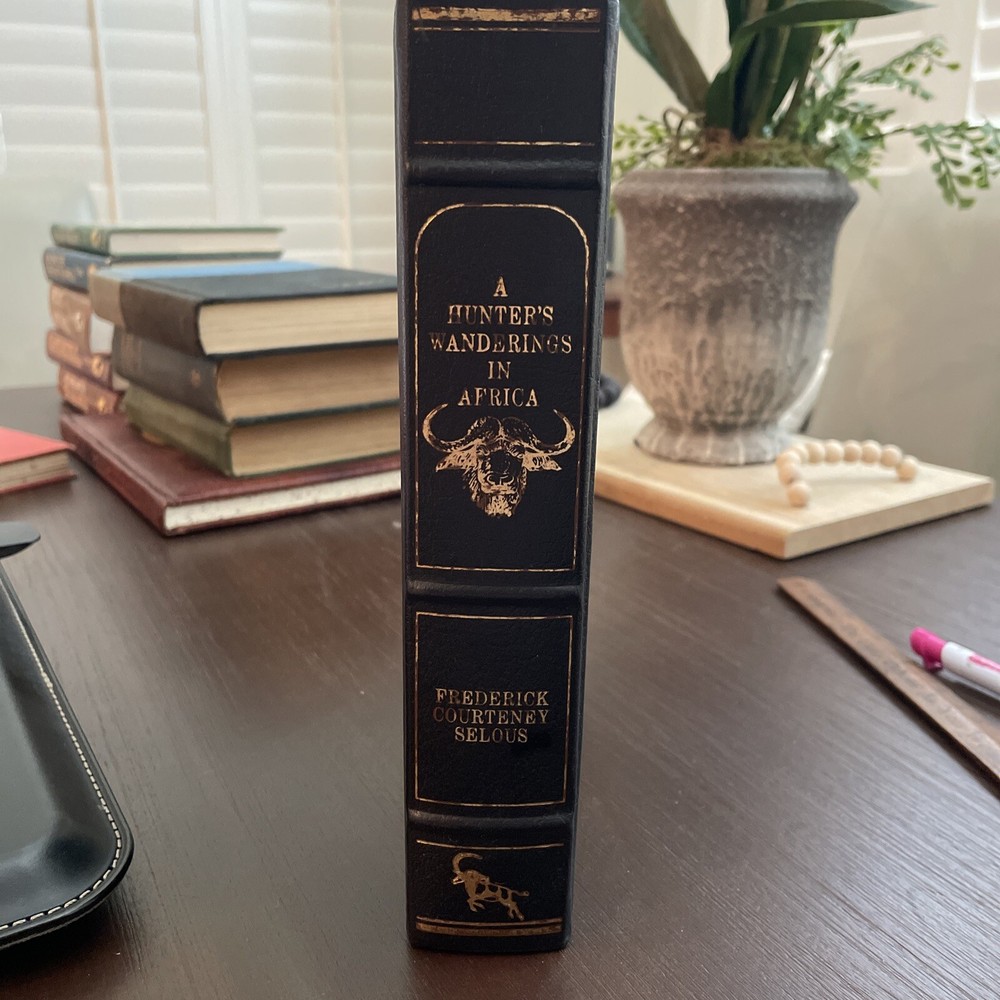 A
HUNTER'S
WANDERINGS
IN
AFRICA
FREDERICK
COURTENEY
SELOUS